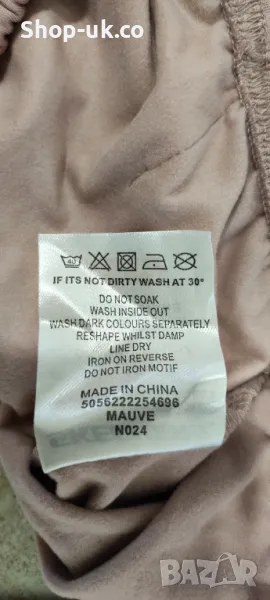 Shop-uk.co
40
IF ITS NOT DIRTY WASH AT 30°
DO NOT SOAK
WASH INSIDE OUT
WASH DARK COLOURS SEPARATELY
RESHAPE WHILST DAMP
LINE DRY
IRON ON REVERSE
DO NOT IRON MOTIF
MADE IN CHINA
5056222254696
MAUVE
N024
BAZAR